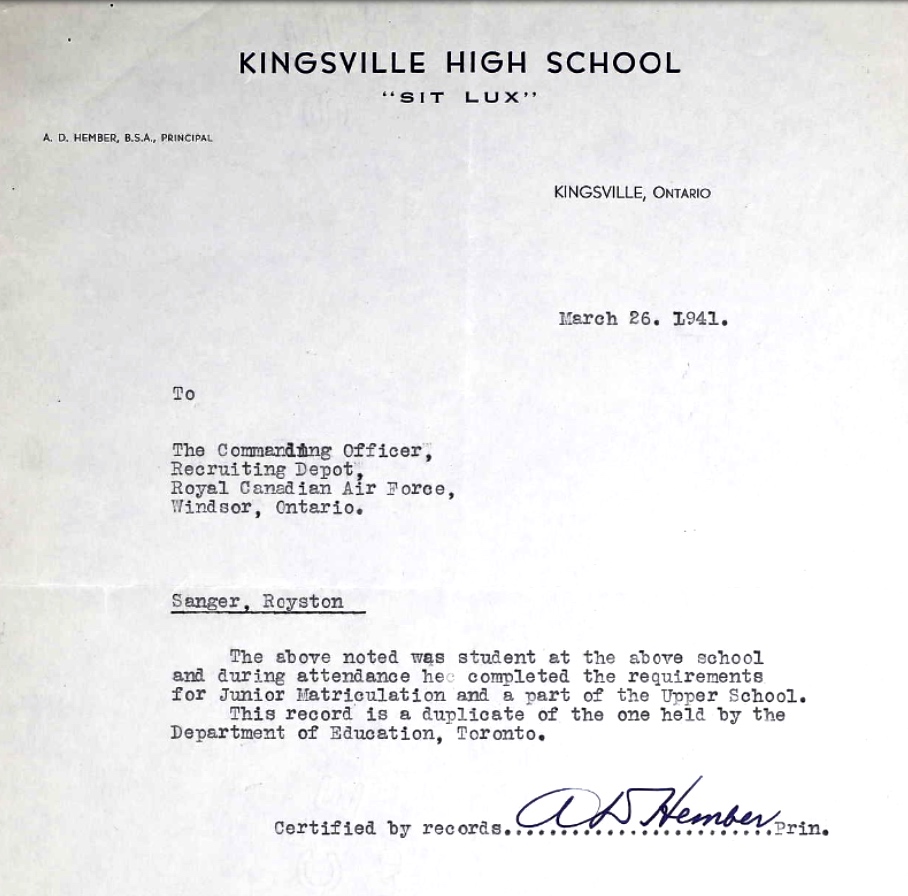 KINGSVILLE HIGH SCHOOL
"SIT LUX"
A. D. HEMBER, B.S.A., PRINCIPAL
KINGSVILLE, ONTARIO
March 26. 1941.
To
The Commanding Officer,
Recruiting Depot,
Royal Canadian Air Force,
Windsor, Ontario.
Sanger, Royston
The above noted was student at the above school
and during attendance he completed the requirements
for Junior Matriculation and a part of the Upper School.
This record is a duplicate of the one held by the
Department of Education, Toronto.
Certified by records. A D Hember Prin.